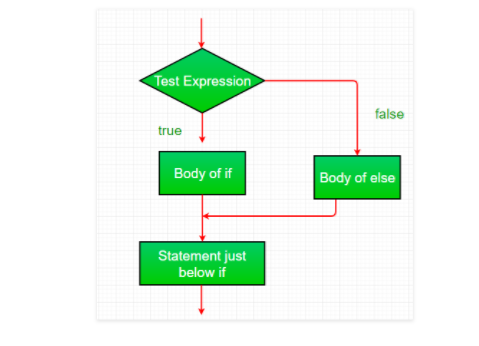 Test Expression
false
true
Body of if
Body of else
Statement just
below if